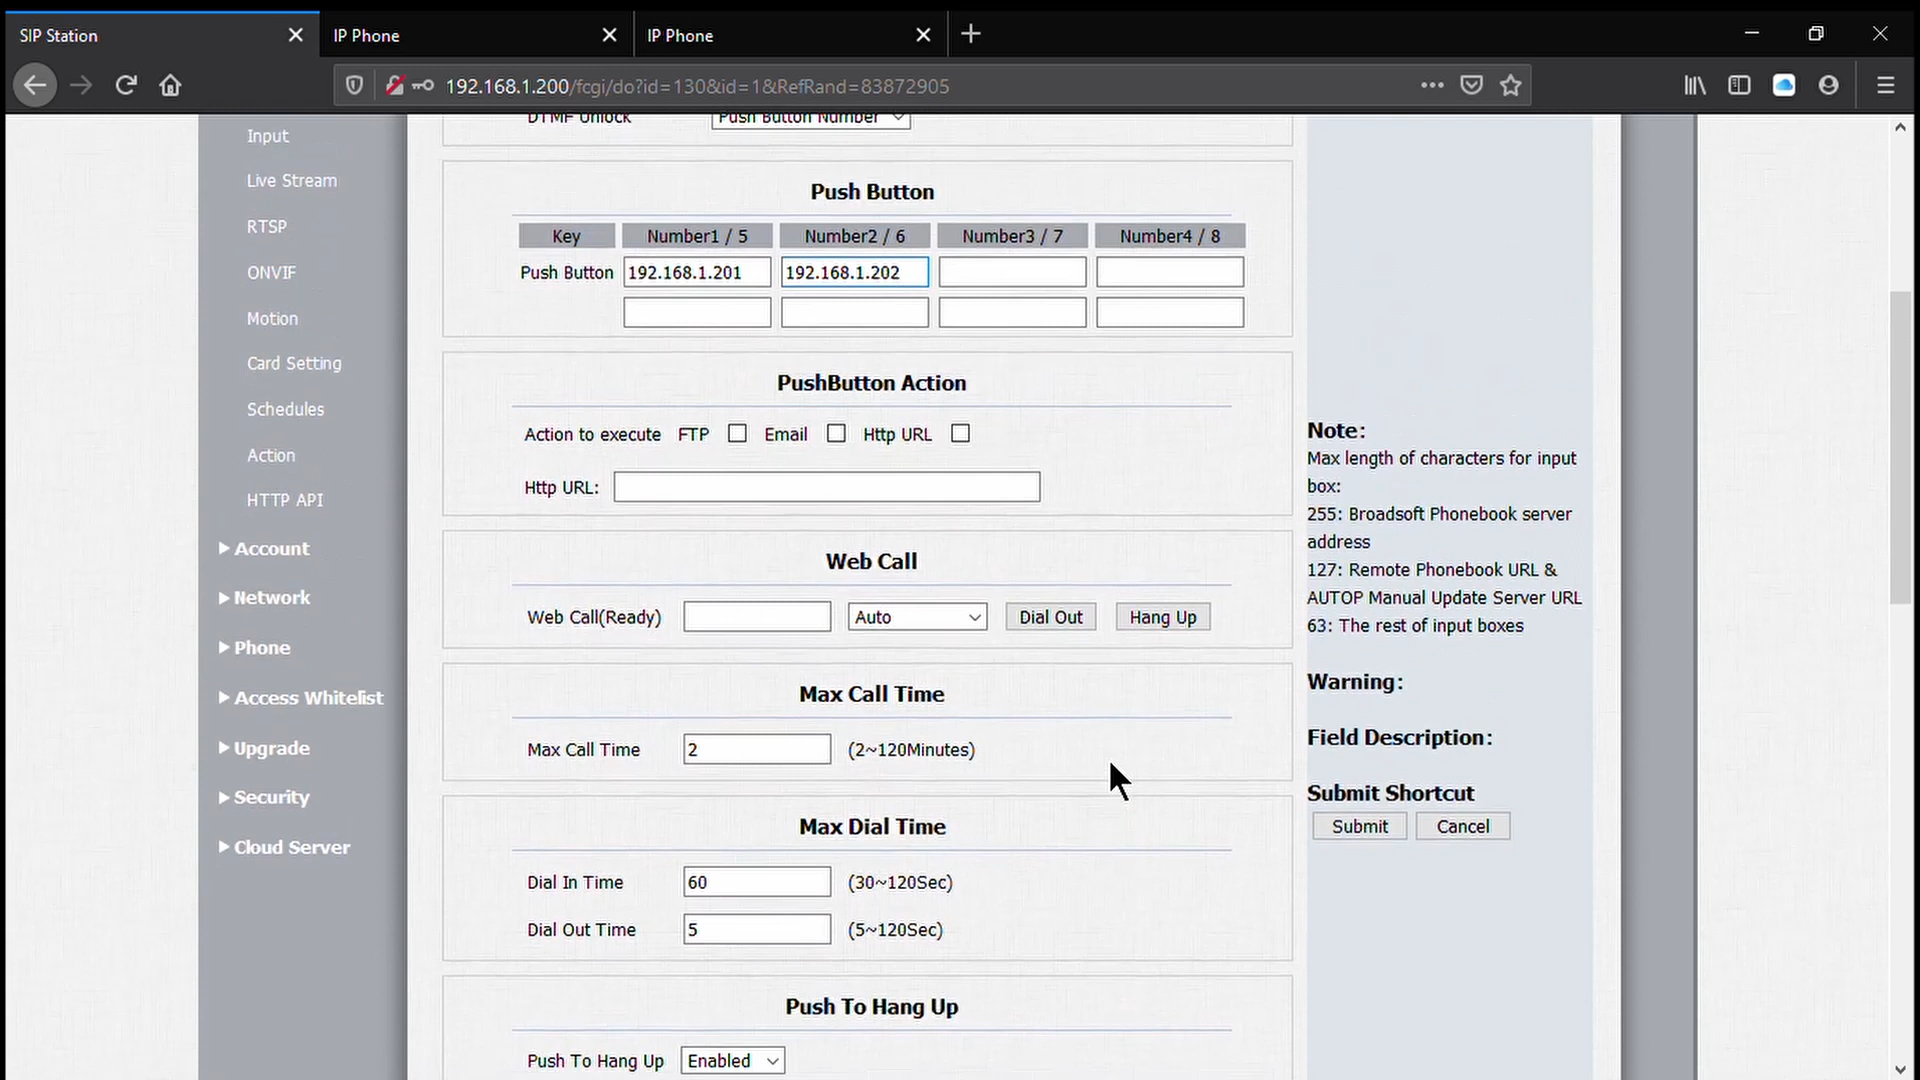 SIP Station
IP Phone
IP Phone
192.168.1.200/fcgi/do?id=130&id=1&RefRand=83872905
Input
Live Stream
RTSP
ONVIF
Motion
Card Setting
Schedules
Action
HTTP API
Account
Network
Phone
Access Whitelist
Upgrade
Security
Cloud Server
DTMF Unlock Push Button Number
Push Button
Key Number1 / 5 Number2 / 6 Number3 / 7 Number4 / 8
Push Button 192.168.1.201 192.168.1.202
PushButton Action
Action to execute FTP Email Http URL
Http URL:
Web Call
Web Call(Ready) Auto Dial Out Hang Up
Max Call Time
Max Call Time 2 (2~120Minutes)
Max Dial Time
Dial In Time 60 (30~120Sec)
Dial Out Time 5 (5~120Sec)
Push To Hang Up
Push To Hang Up Enabled
Note:
Max length of characters for input
box:
255: Broadsoft Phonebook server
address
127: Remote Phonebook URL &
AUTOP Manual Update Server URL
63: The rest of input boxes
Warning:
Field Description:
Submit Shortcut
Submit Cancel